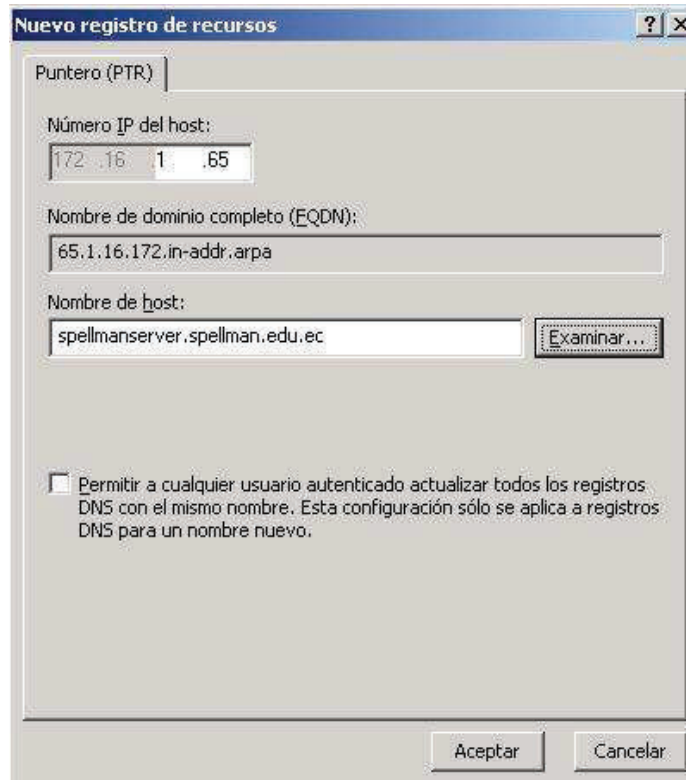 Nuevo registro de recursos
Puntero (PTR)
Número IP del host:
172 .16 .1 .65
Nombre de dominio completo (FQDN):
65.1.16.172.in-addr.arpa
Nombre de host:
spellmanserver.spellman.edu.ec
Examinar...
Permitir a cualquier usuario autenticado actualizar todos los registros
DNS con el mismo nombre. Esta configuración sólo se aplica a registros
DNS para un nombre nuevo.
Aceptar
Cancelar